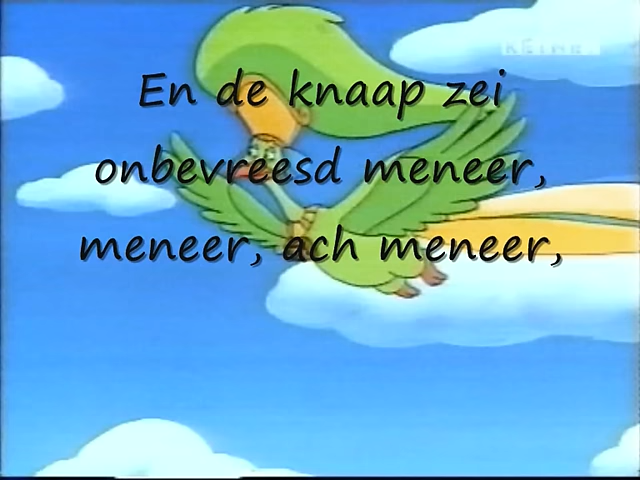 En de knaap zei
onbevreesd meneer,
meneer, ach meneer,